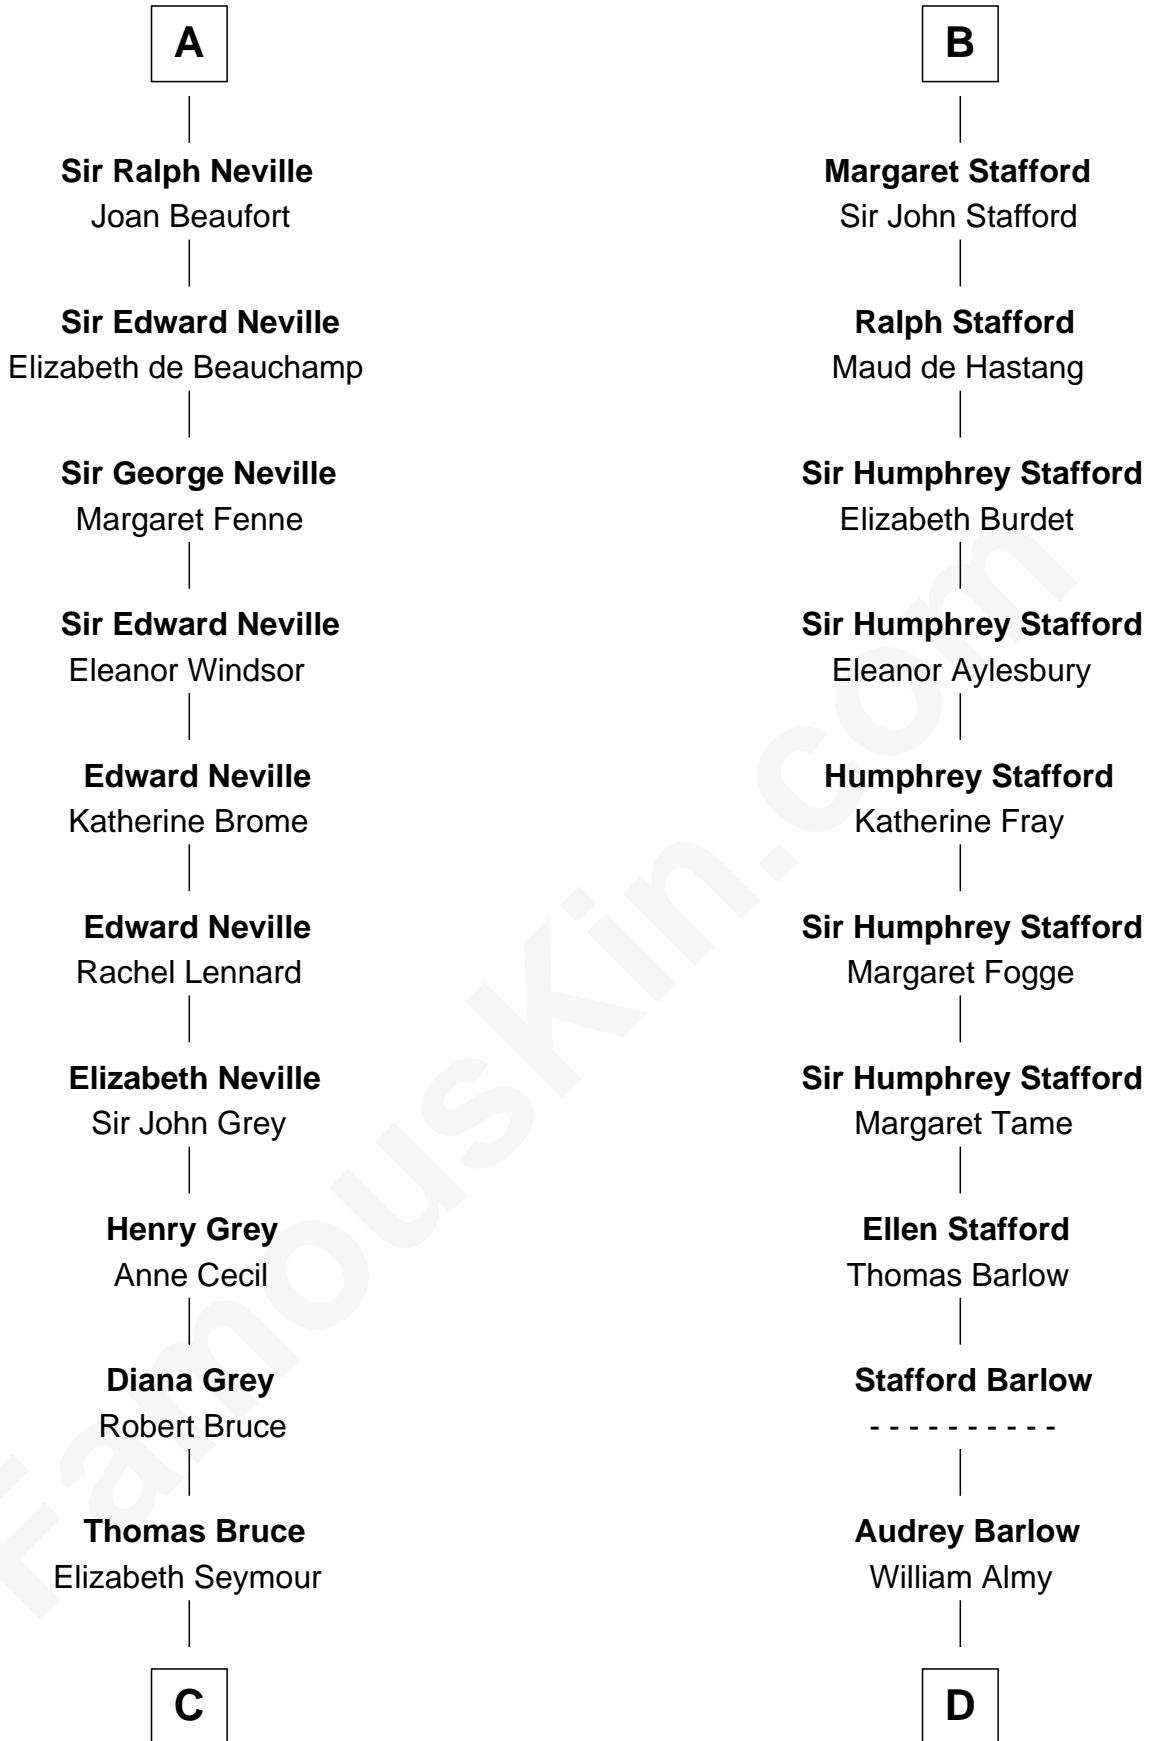 A
Sir Ralph Neville
Joan Beaufort
Sir Edward Neville
Elizabeth de Beauchamp
Sir George Neville
Margaret Fenne
Sir Edward Neville
Eleanor Windsor
Edward Neville
Katherine Brome
Edward Neville
Rachel Lennard
Elizabeth Neville
Sir John Grey
Henry Grey
Anne Cecil
Diana Grey
Robert Bruce
Thomas Bruce
Elizabeth Seymour
C
B
Margaret Stafford
Sir John Stafford
Ralph Stafford
Maud de Hastang
Sir Humphrey Stafford
Elizabeth Burdet
Sir Humphrey Stafford
Eleanor Aylesbury
Humphrey Stafford
Katherine Fray
Sir Humphrey Stafford
Margaret Fogge
Sir Humphrey Stafford
Margaret Tame
Ellen Stafford
Thomas Barlow
Stafford Barlow
- - - - - - - - - -
Audrey Barlow
William Almy
D
FamousKin.com